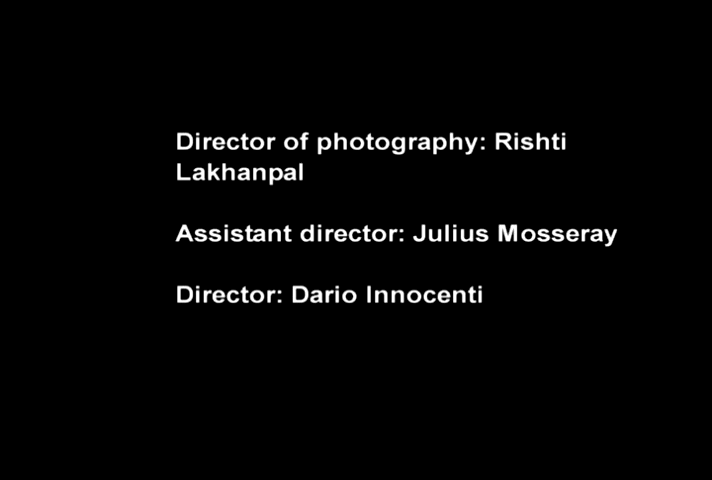 Director of photography: Rishti
Lakhanpal
Assistant director: Julius Mosseray
Director: Dario Innocenti